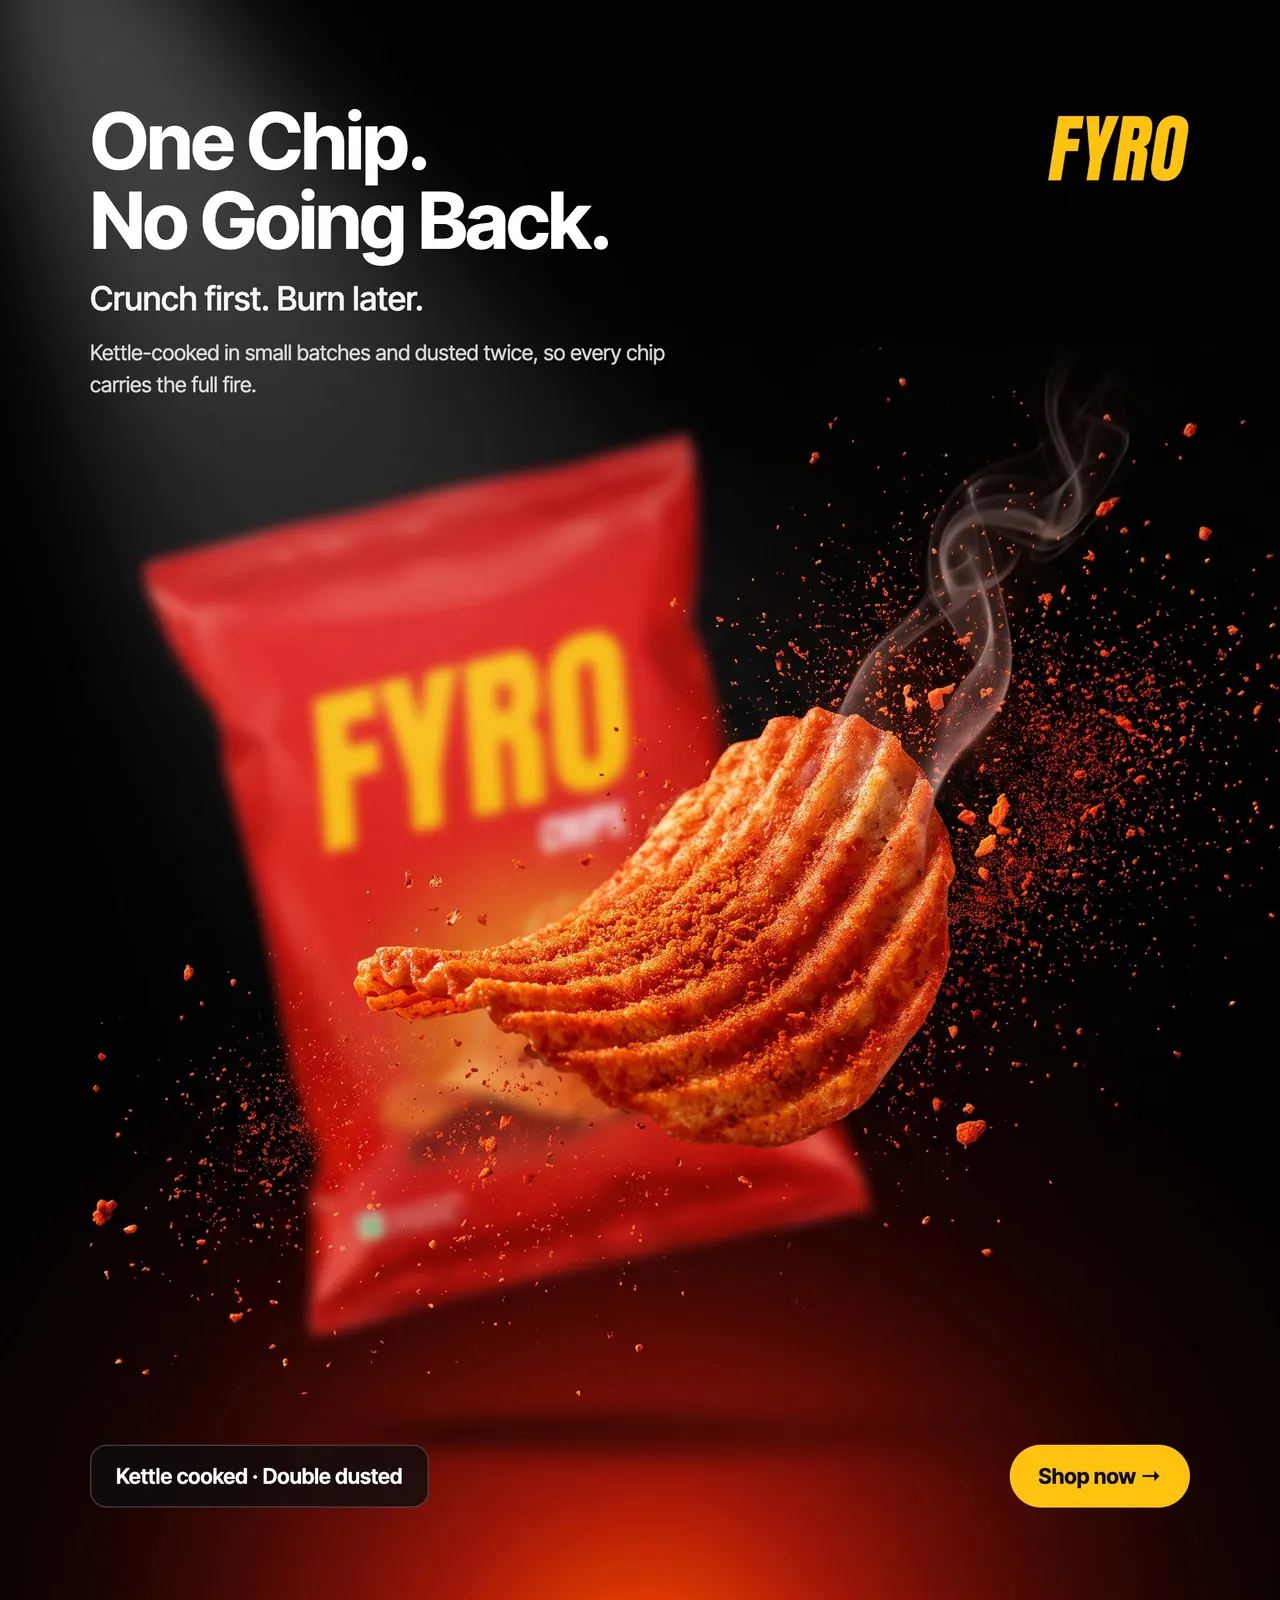 One Chip.
No Going Back.
FYRO
Crunch first. Burn later.
Kettle-cooked in small batches and dusted twice, so every chip
carries the full fire.
FYRO
CHIPS
Kettle cooked · Double dusted
Shop now →